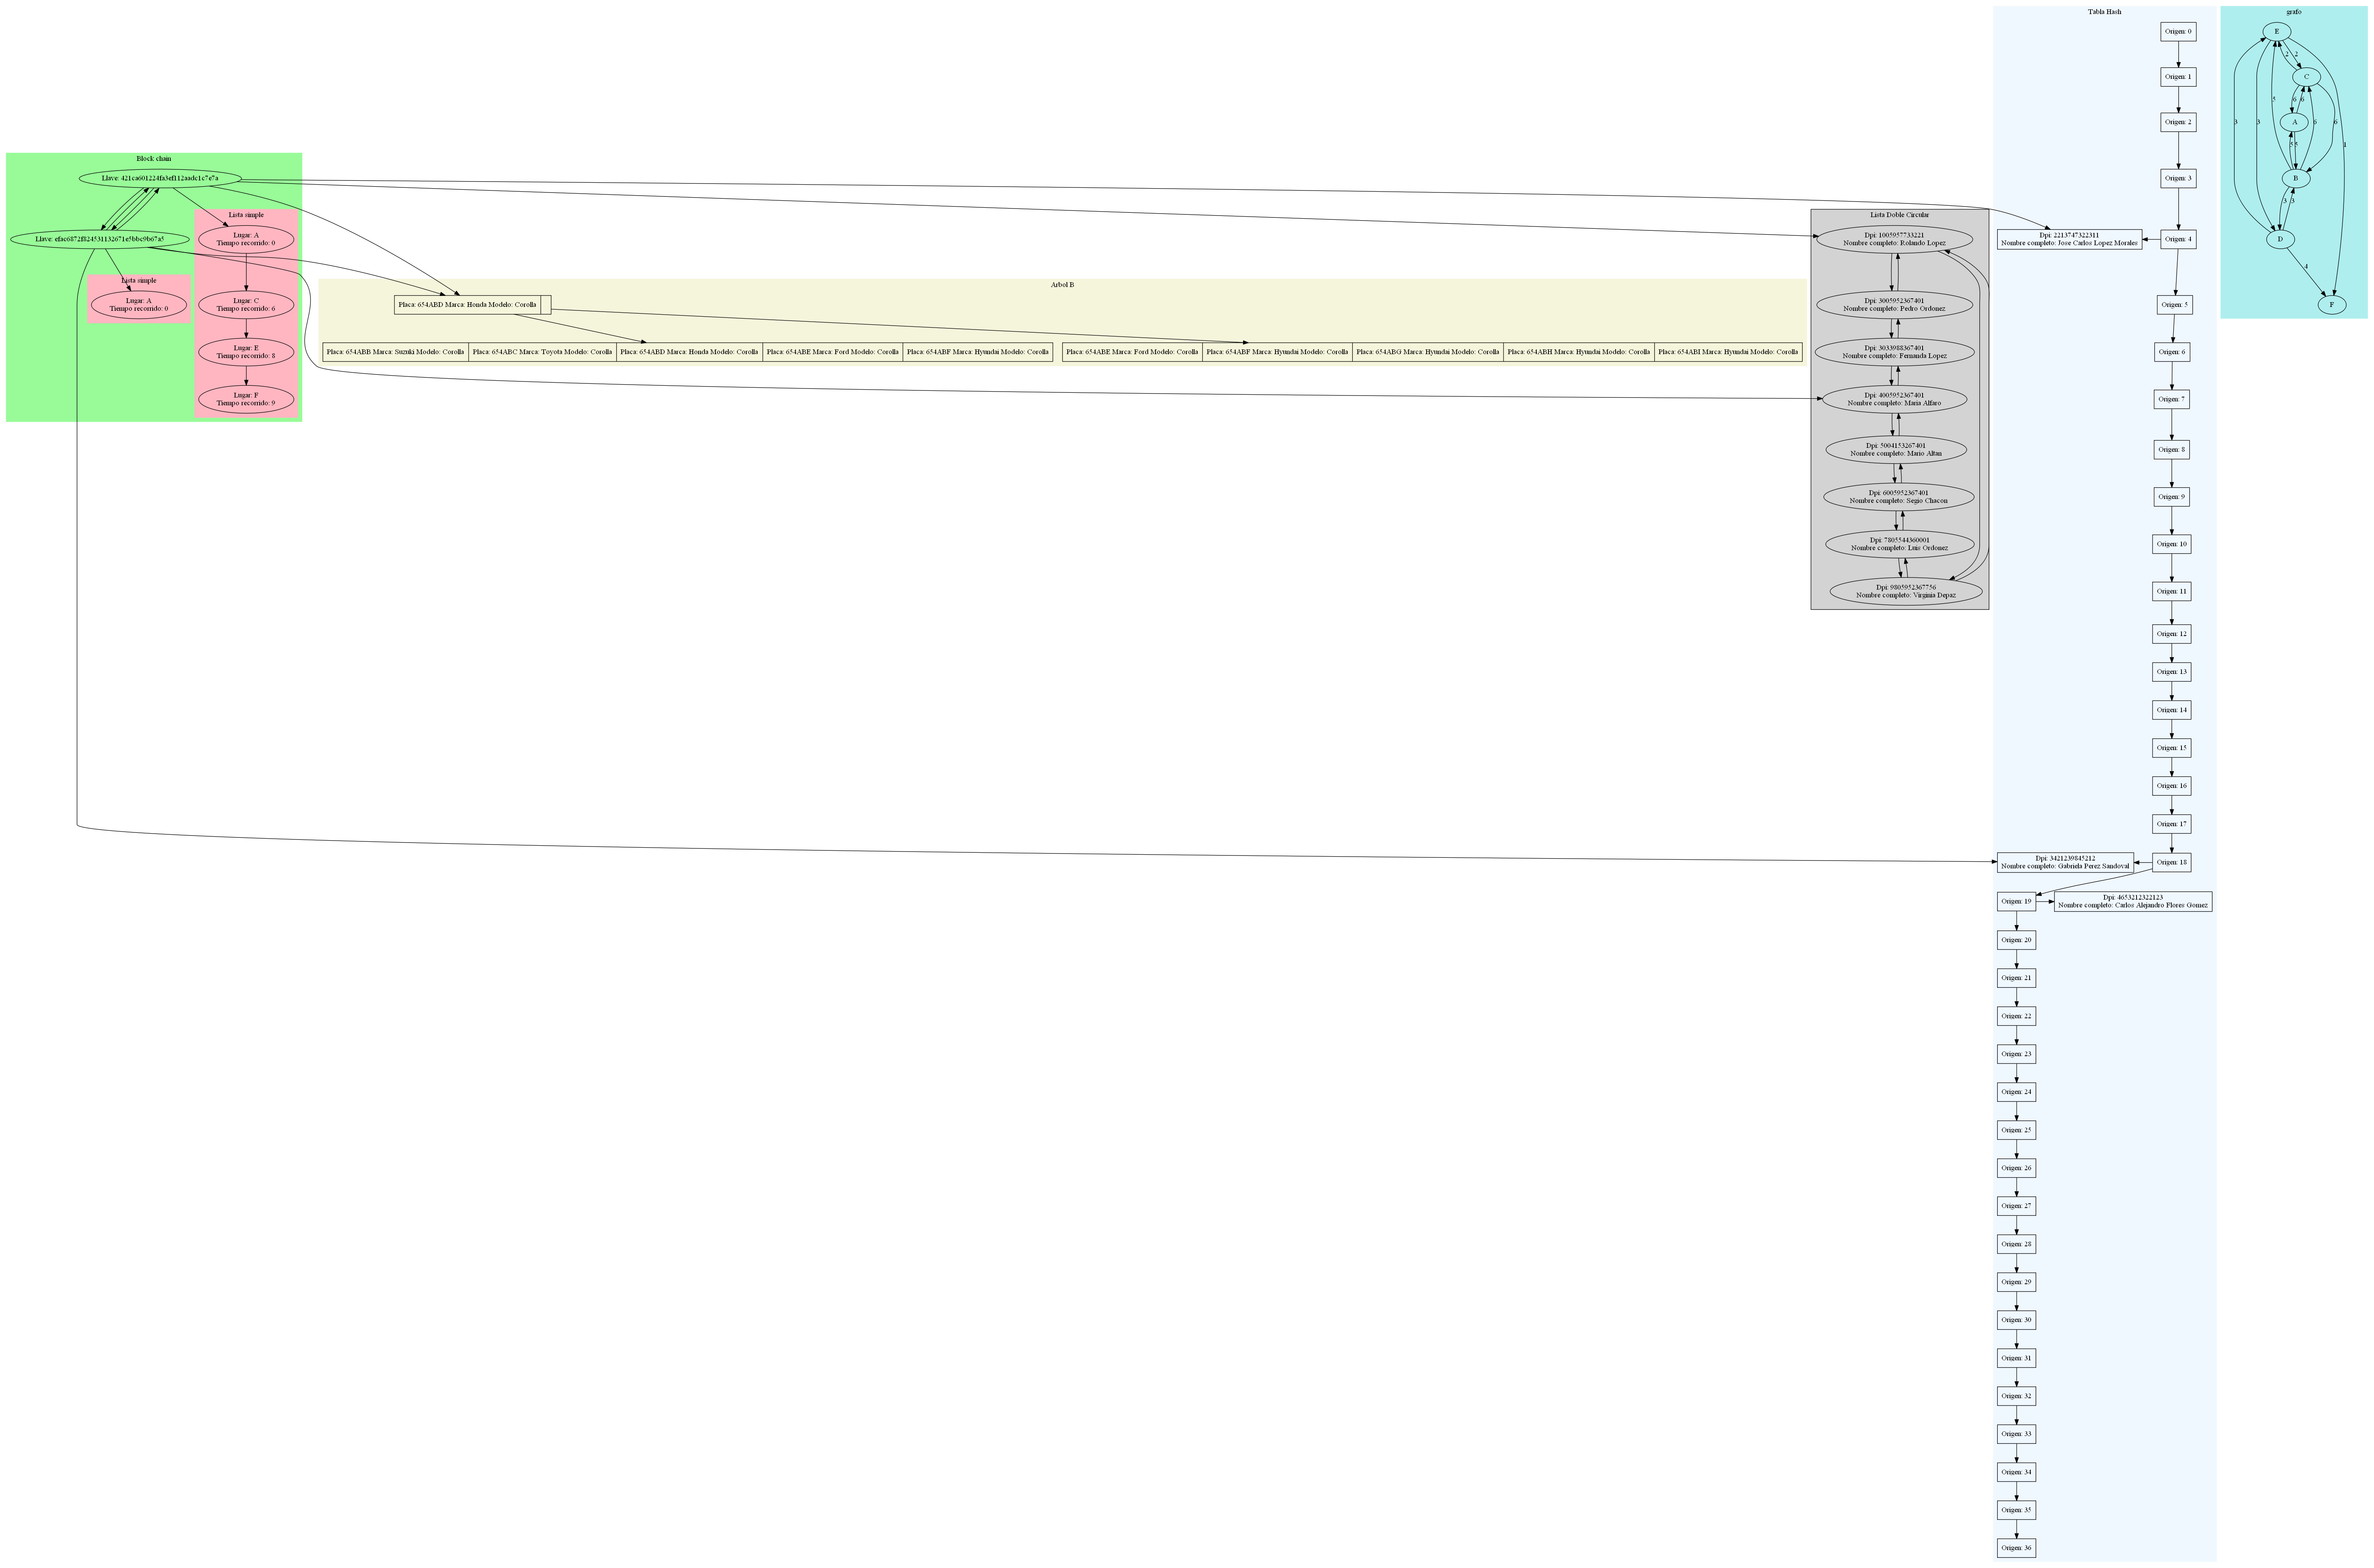 Block chain
Llave: 421ca601224fa3ef112aadc1c7e7a
Llave: efac6872f824531132671e5bbc9b67a5
Lista simple
Lugar: A
Tiempo recorrido: 0
Lista simple
Lugar: A
Tiempo recorrido: 0
Lugar: C
Tiempo recorrido: 6
Lugar: E
Tiempo recorrido: 8
Lugar: F
Tiempo recorrido: 9
Arbol B
Placa: 654ABD Marca: Honda Modelo: Corolla
Placa: 654ABB Marca: Suzuki Modelo: Corolla
Placa: 654ABC Marca: Toyota Modelo: Corolla
Placa: 654ABD Marca: Honda Modelo: Corolla
Placa: 654ABE Marca: Ford Modelo: Corolla
Placa: 654ABF Marca: Hyundai Modelo: Corolla
Placa: 654ABE Marca: Ford Modelo: Corolla
Placa: 654ABF Marca: Hyundai Modelo: Corolla
Placa: 654ABG Marca: Hyundai Modelo: Corolla
Placa: 654ABH Marca: Hyundai Modelo: Corolla
Placa: 654ABI Marca: Hyundai Modelo: Corolla
Lista Doble Circular
Dpi: 1005957733221
Nombre completo: Rolando Lopez
Dpi: 3005952367401
Nombre completo: Pedro Ordonez
Dpi: 3033988367401
Nombre completo: Fernanda Lopez
Dpi: 4005952367401
Nombre completo: Maria Alfaro
Dpi: 5004153267401
Nombre completo: Mario Altan
Dpi: 6005952367401
Nombre completo: Segio Chacon
Dpi: 7805544360001
Nombre completo: Luis Ordonez
Dpi: 9805952367756
Nombre completo: Virginia Depaz
Tabla Hash
Origen: 0
Origen: 1
Origen: 2
Origen: 3
Dpi: 2213747322311
Nombre completo: Jose Carlos Lopez Morales
Origen: 4
Origen: 5
Origen: 6
Origen: 7
Origen: 8
Origen: 9
Origen: 10
Origen: 11
Origen: 12
Origen: 13
Origen: 14
Origen: 15
Origen: 16
Origen: 17
Dpi: 3421239845212
Nombre completo: Gabriela Perez Sandoval
Origen: 18
Origen: 19
Dpi: 4653212322123
Nombre completo: Carlos Alejandro Flores Gomez
Origen: 20
Origen: 21
Origen: 22
Origen: 23
Origen: 24
Origen: 25
Origen: 26
Origen: 27
Origen: 28
Origen: 29
Origen: 30
Origen: 31
Origen: 32
Origen: 33
Origen: 34
Origen: 35
Origen: 36
grafo
E
2
2
C
5
6
6
A
3
3
6
6
1
5
5
B
3
3
D
4
F